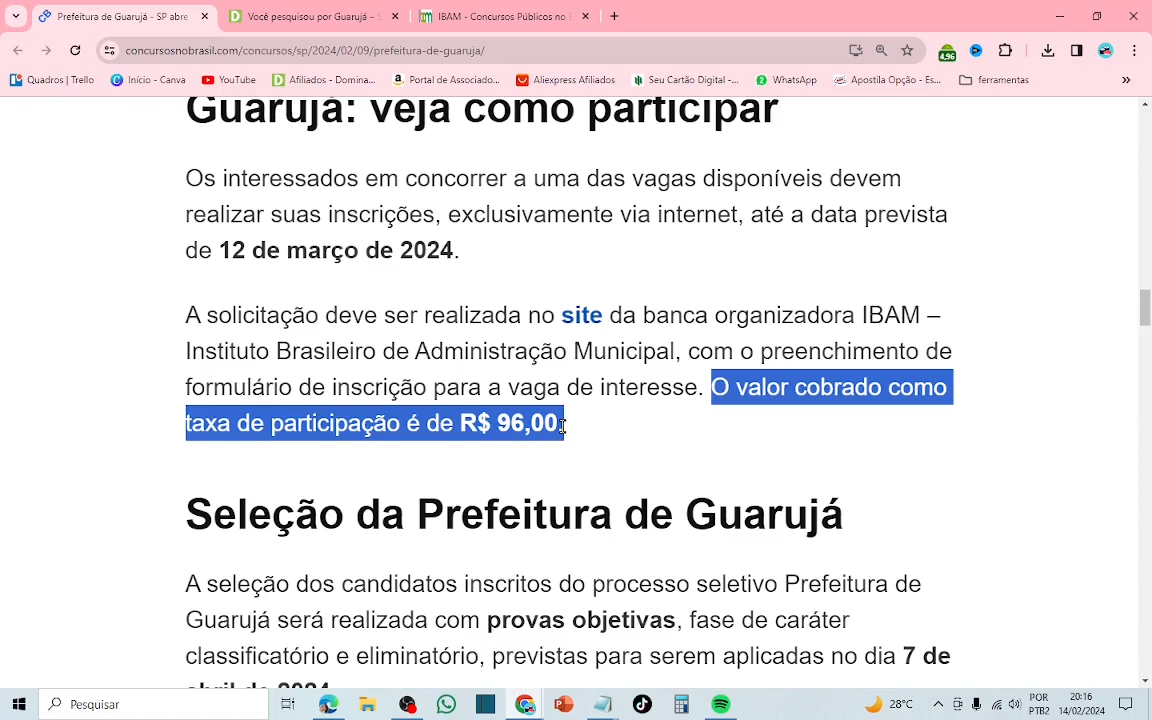 Prefeitura de Guarujá - SP abre
Você pesquisou por Guarujá – S
IBAM - Concursos Públicos no
concursosnobrasil.com/concursos/sp/2024/02/09/prefeitura-de-guaruja/
4,96
Quadros | Trello
Início - Canva
YouTube
Afiliados - Domina...
Portal de Associado...
Aliexpress Afiliados
Seu Cartão Digital -...
WhatsApp
Apostila Opção - Es...
ferramentas
Guarujá: veja como participar
Os interessados em concorrer a uma das vagas disponíveis devem
realizar suas inscrições, exclusivamente via internet, até a data prevista
de 12 de março de 2024.
A solicitação deve ser realizada no site da banca organizadora IBAM –
Instituto Brasileiro de Administração Municipal, com o preenchimento de
formulário de inscrição para a vaga de interesse. O valor cobrado como
taxa de participação é de R$ 96,00.
Seleção da Prefeitura de Guarujá
A seleção dos candidatos inscritos do processo seletivo Prefeitura de
Guarujá será realizada com provas objetivas, fase de caráter
classificatório e eliminatório, previstas para serem aplicadas no dia 7 de
abril de 2024
Pesquisar
28°C
POR
PTB2
20:16
14/02/2024